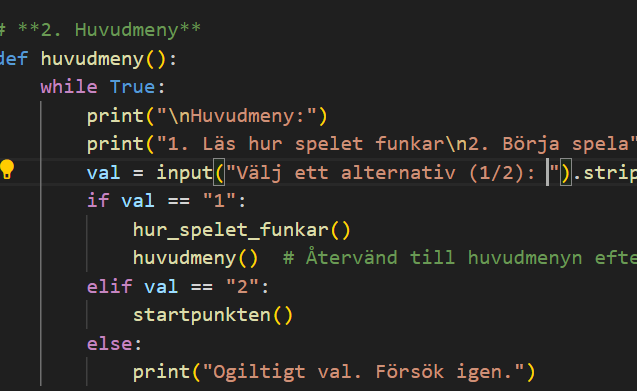 # **2. Huvudmeny**
def huvudmeny():
while True:
print("\nHuvudmeny:")
print("1. Läs hur spelet funkar\n2. Börja spela"
val = input("Välj ett alternativ (1/2): ").strip
if val == "1":
hur_spelet_funkar()
huvudmeny()  # Återvänd till huvudmenyn efte
elif val == "2":
startpunkten()
else:
print("Ogiltigt val. Försök igen.")